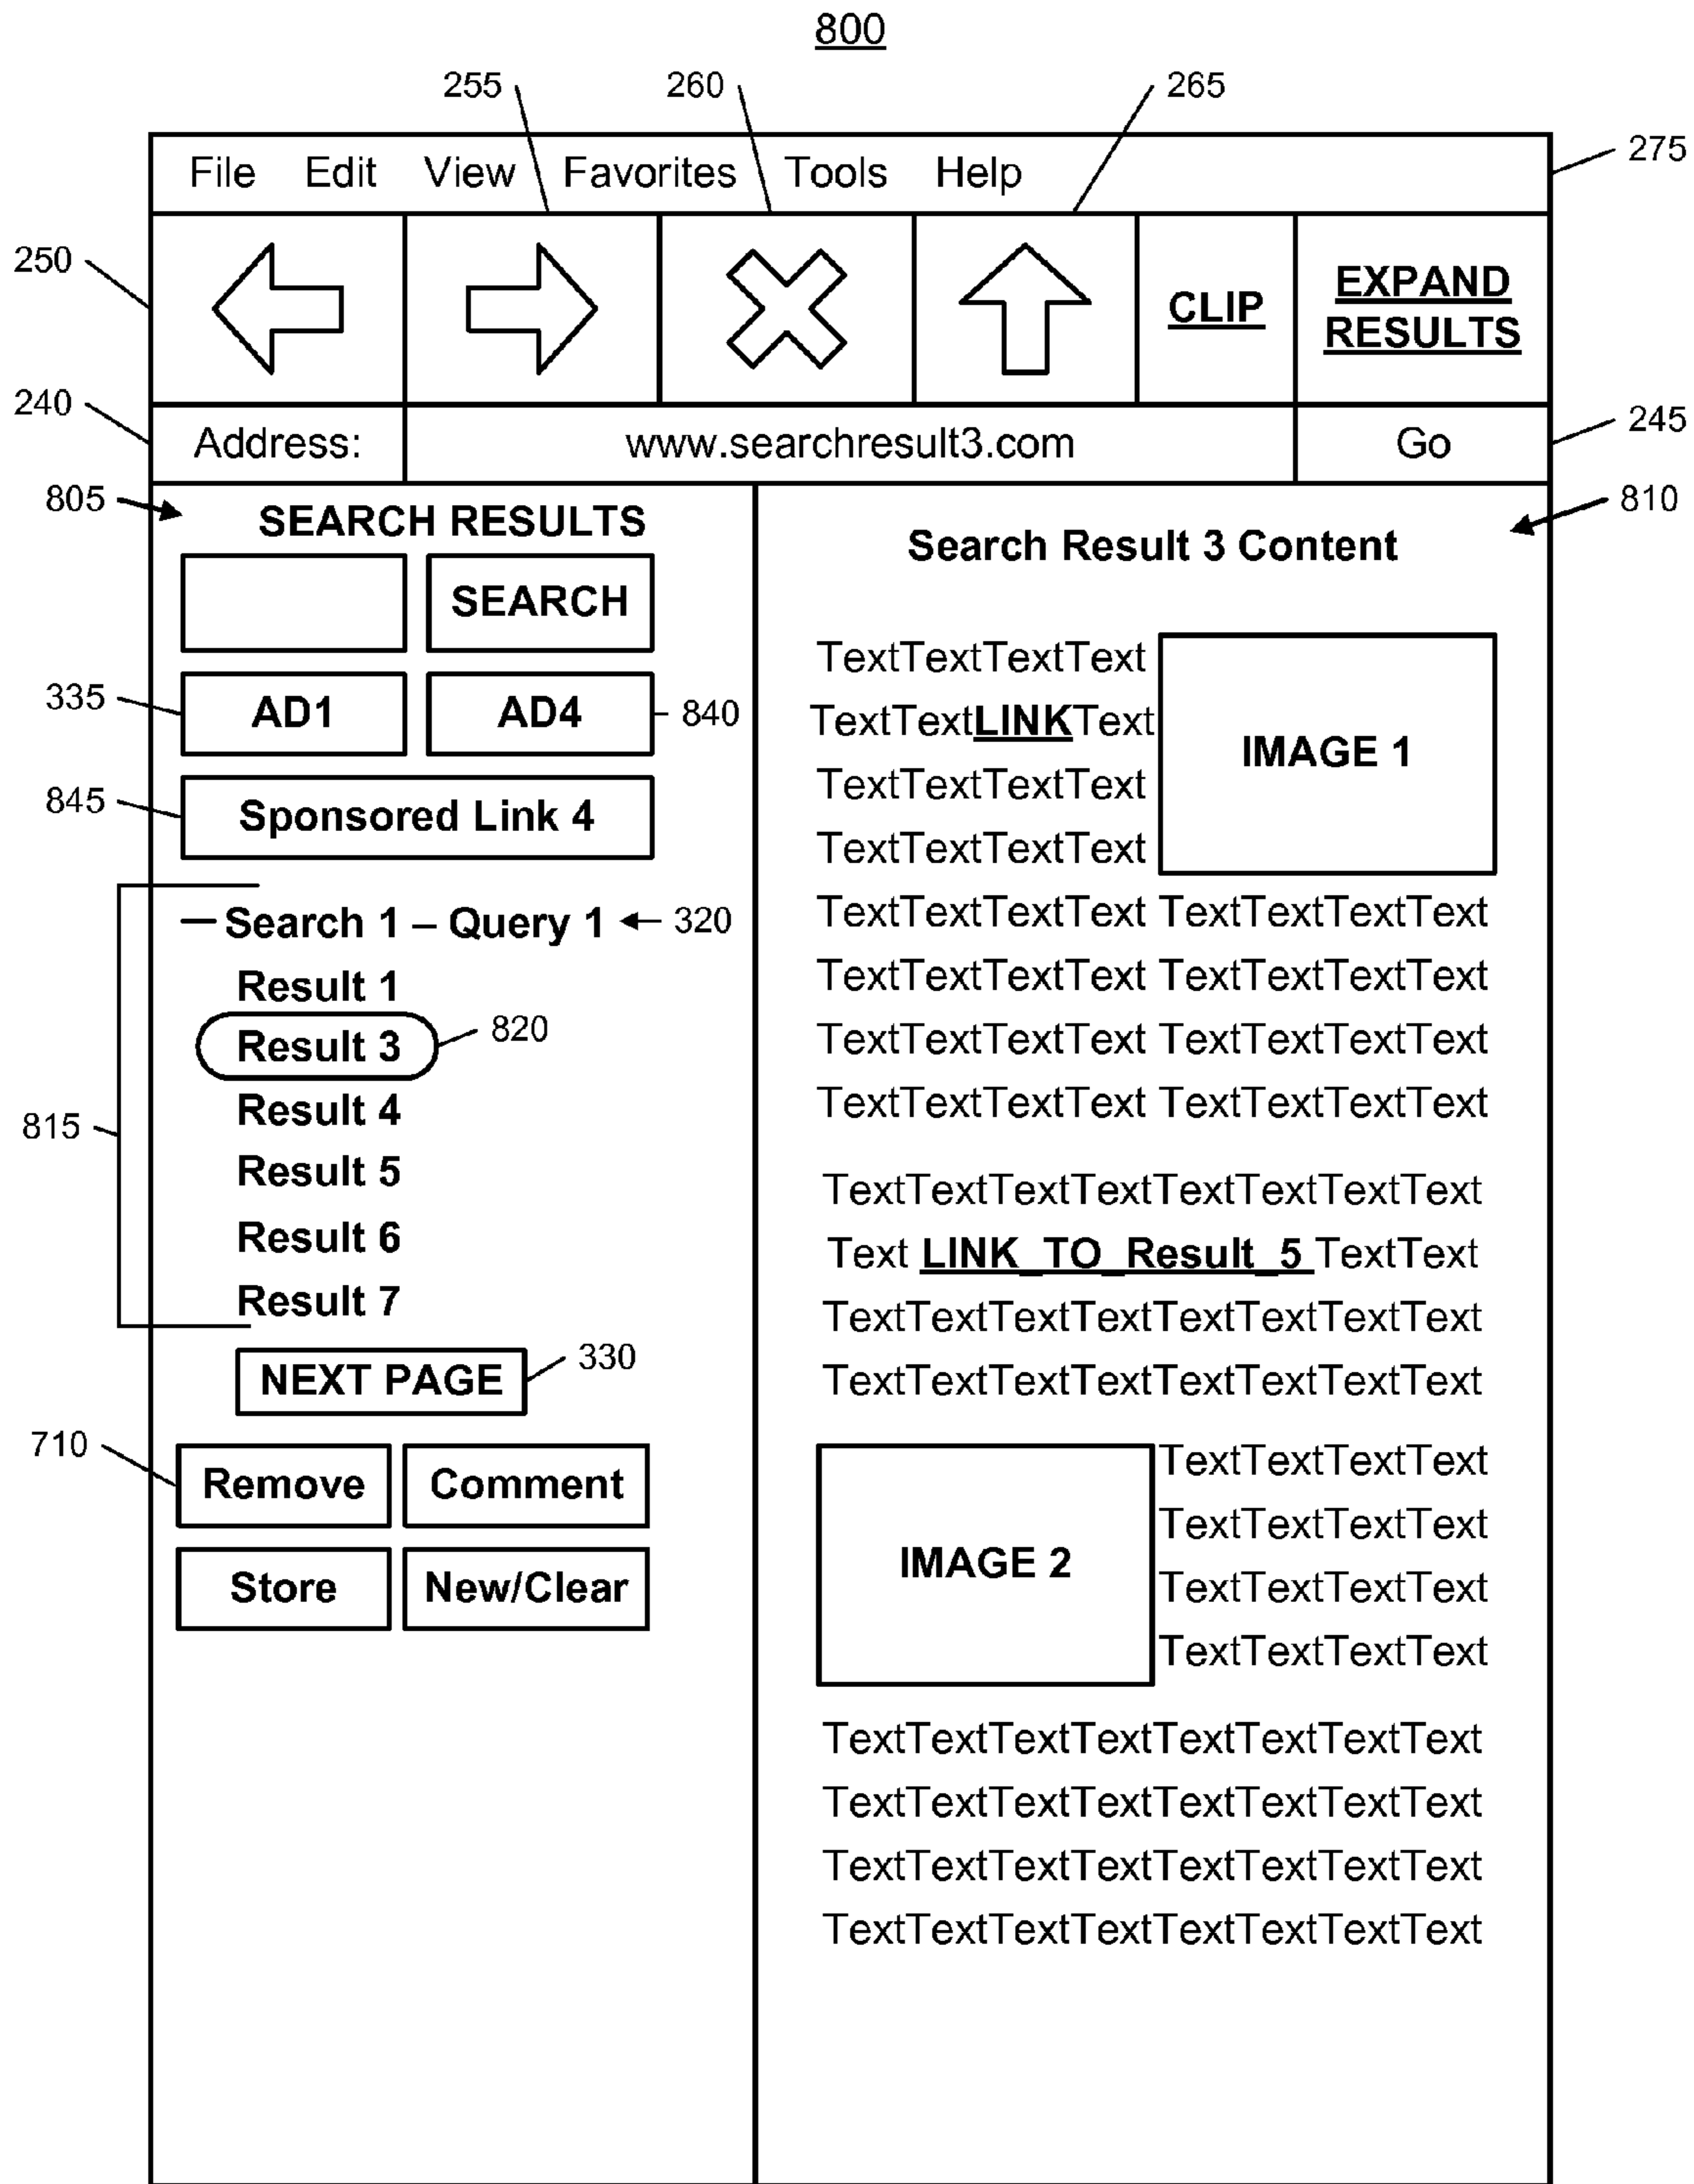 800
255 260 265
File Edit View Favorites Tools Help 275
250
CLIP
EXPAND
RESULTS
240 Address: www.searchresult3.com Go 245
805 SEARCH RESULTS
SEARCH
335 AD1 AD4 840
845 Sponsored Link 4
– Search 1 – Query 1 320
Result 1
Result 3 820
Result 4
815
Result 5
Result 6
Result 7
NEXT PAGE 330
710 Remove Comment
Store New/Clear
810
Search Result 3 Content
TextTextTextText
TextTextLINKText
TextTextTextText
TextTextTextText
IMAGE 1
TextTextTextText TextTextTextText
TextTextTextText TextTextTextText
TextTextTextText TextTextTextText
TextTextTextText TextTextTextText
TextTextTextTextTextTextTextText
Text LINK_TO_Result_5 TextText
TextTextTextTextTextTextTextText
TextTextTextTextTextTextTextText
IMAGE 2
TextTextTextText
TextTextTextText
TextTextTextText
TextTextTextText
TextTextTextTextTextTextTextText
TextTextTextTextTextTextTextText
TextTextTextTextTextTextTextText
TextTextTextTextTextTextTextText